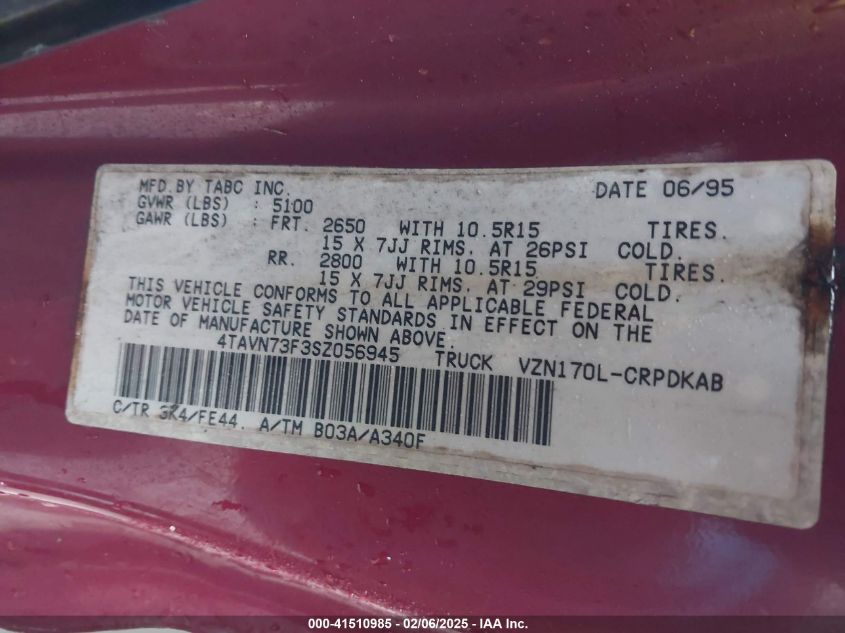 MFD.BY TABC INC. DATE 06/95
GVWR (LBS) : 5100
GAWR (LBS) : FRT. 2650 WITH 10.5R15 TIRES.
15 X 7JJ RIMS. AT 26PSI COLD.
RR. 2800 WITH 10.5R15 TIRES.
15 X 7JJ RIMS. AT 29PSI COLD.
THIS VEHICLE CONFORMS TO ALL APPLICABLE FEDERAL
MOTOR VEHICLE SAFETY STANDARDS IN EFFECT ON THE
DATE OF MANUFACTURE SHOWN ABOVE.
4TAVN73F3SZ056945 TRUCK VZN170L-CRPDKAB
C/TR 3K4/FE44. A/TM B03A/A340F
000-41510985 - 02/06/2025 - IAA, Inc.